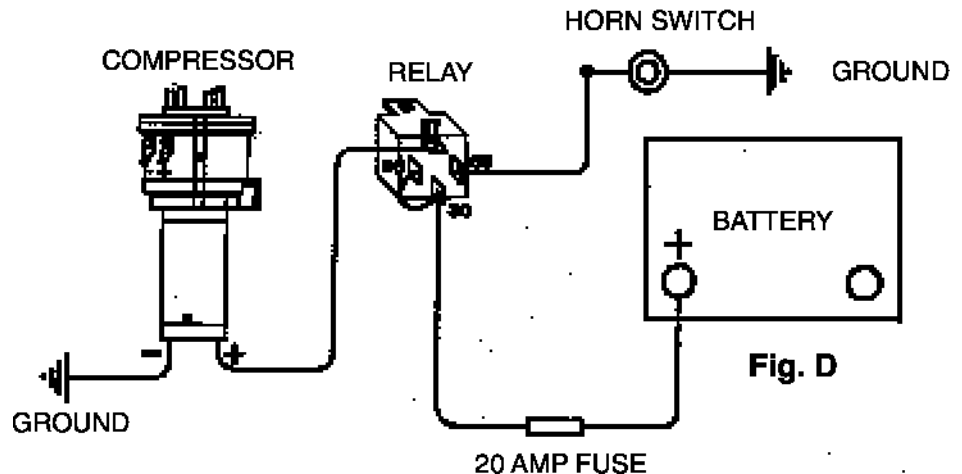 HORN SWITCH
COMPRESSOR
RELAY
GROUND
BATTERY
+
30
- +
Fig. D
GROUND
20 AMP FUSE